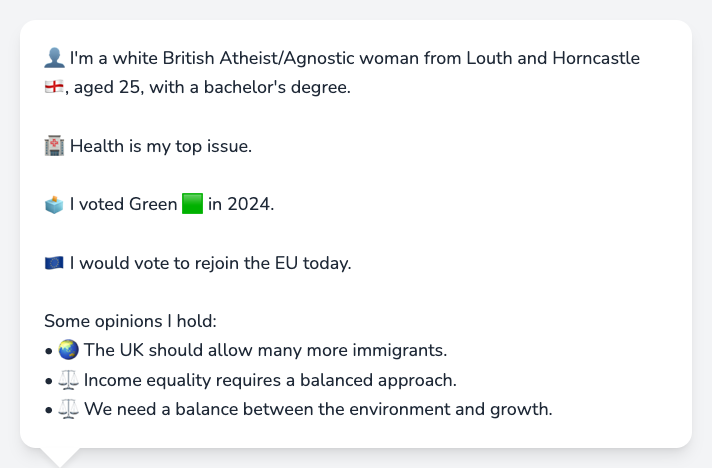 👤 I'm a white British Atheist/Agnostic woman from Louth and Horncastle
🏴󠁧󠁢󠁥󠁮󠁧󠁿, aged 25, with a bachelor's degree.
🏥 Health is my top issue.
🗳️ I voted Green 🟩 in 2024.
🇪🇺 I would vote to rejoin the EU today.
Some opinions I hold:
• 🌏 The UK should allow many more immigrants.
• ⚖️ Income equality requires a balanced approach.
• ⚖️ We need a balance between the environment and growth.